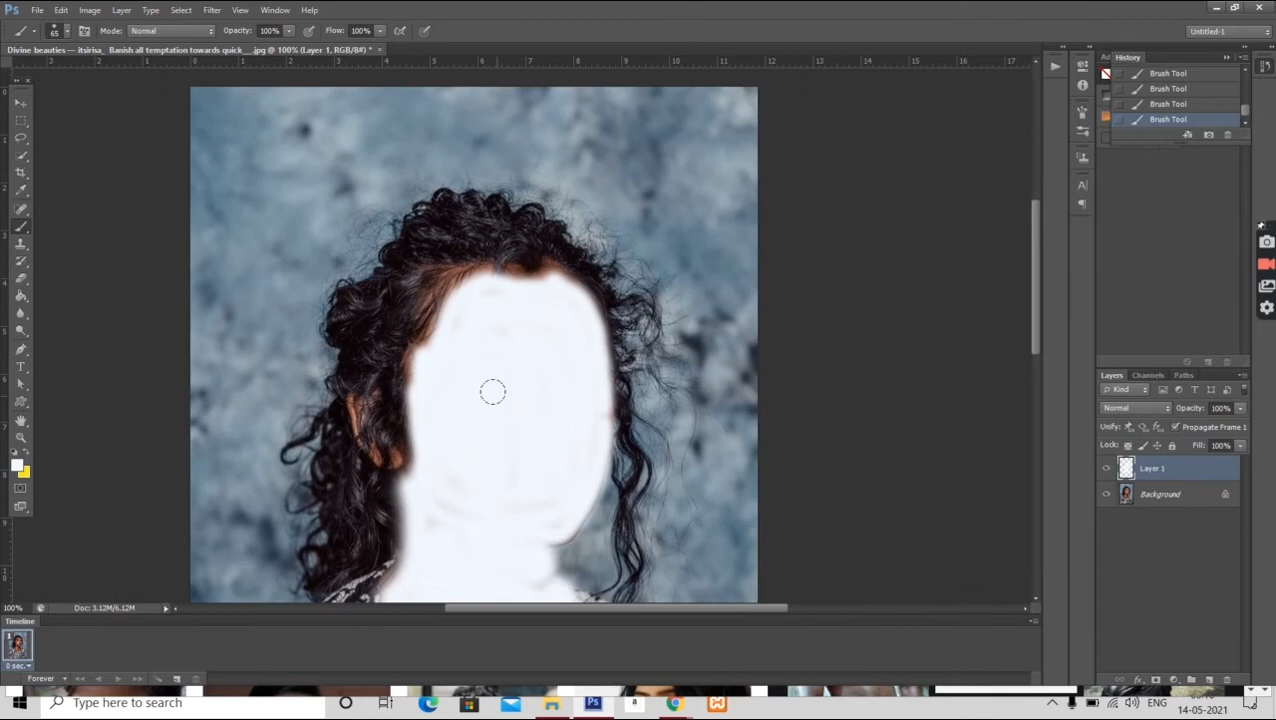 Ps File Edit Image Layer Type Select Filter View Window Help
65 Mode: Normal Opacity: 100% Flow: 100% Untitled-1
Divine beauties — itsirisa_ Banish all temptation towards quick___.jpg @ 100% (Layer 1, RGB/8#) * ×
History
Brush Tool
Brush Tool
Brush Tool
Brush Tool
Layers Channels Paths
Kind
Normal Opacity: 100%
Unify: Propagate Frame 1
Lock: Fill: 100%
Layer 1
Background
100% Doc: 3.12M/6.12M
Timeline
1
0 sec.
Forever
Type here to search
ENG
14-05-2021